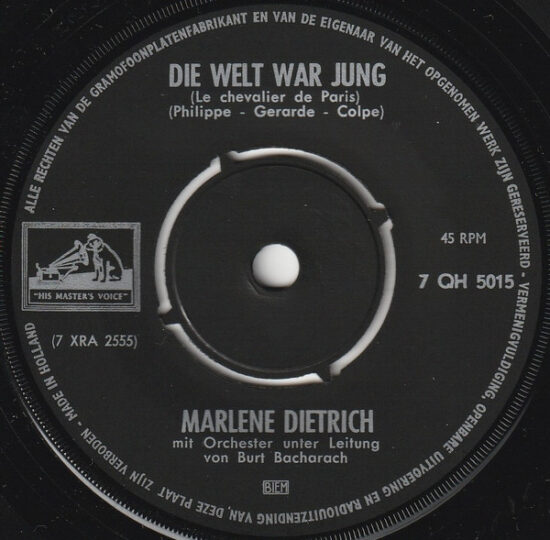 ALLE RECHTEN VAN DE GRAMOFOONPLATENFABRIKANT EN VAN DE EIGENAAR VAN HET OPGENOMEN WERK ZIJN GERESERVEERD - VERMENIGVULDIGING, OPENBARE UITVOERING EN RADIOUITZENDING VAN, DEZE PLAAT ZIJN VERBODEN - MADE IN HOLLAND
DIE WELT WAR JUNG
(Le chevalier de Paris)
(Philippe - Gerarde - Colpe)
45 RPM
7 QH 5015
"HIS MASTER'S VOICE"
(7 XRA 2555)
MARLENE DIETRICH
mit Orchester unter Leitung
von Burt Bacharach
BIEM